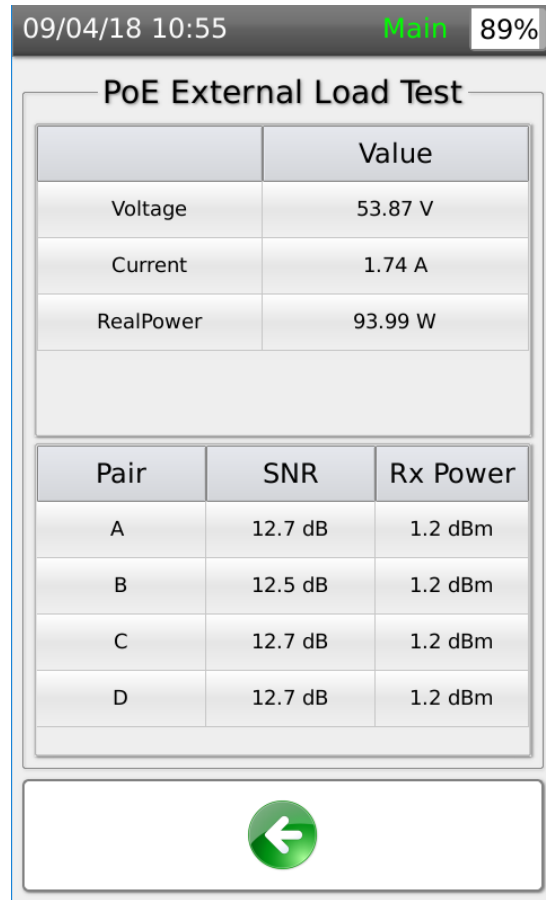 09/04/18 10:55 Main 89%
PoE External Load Test
Value
Voltage 53.87 V
Current 1.74 A
RealPower 93.99 W
Pair SNR Rx Power
A 12.7 dB 1.2 dBm
B 12.5 dB 1.2 dBm
C 12.7 dB 1.2 dBm
D 12.7 dB 1.2 dBm